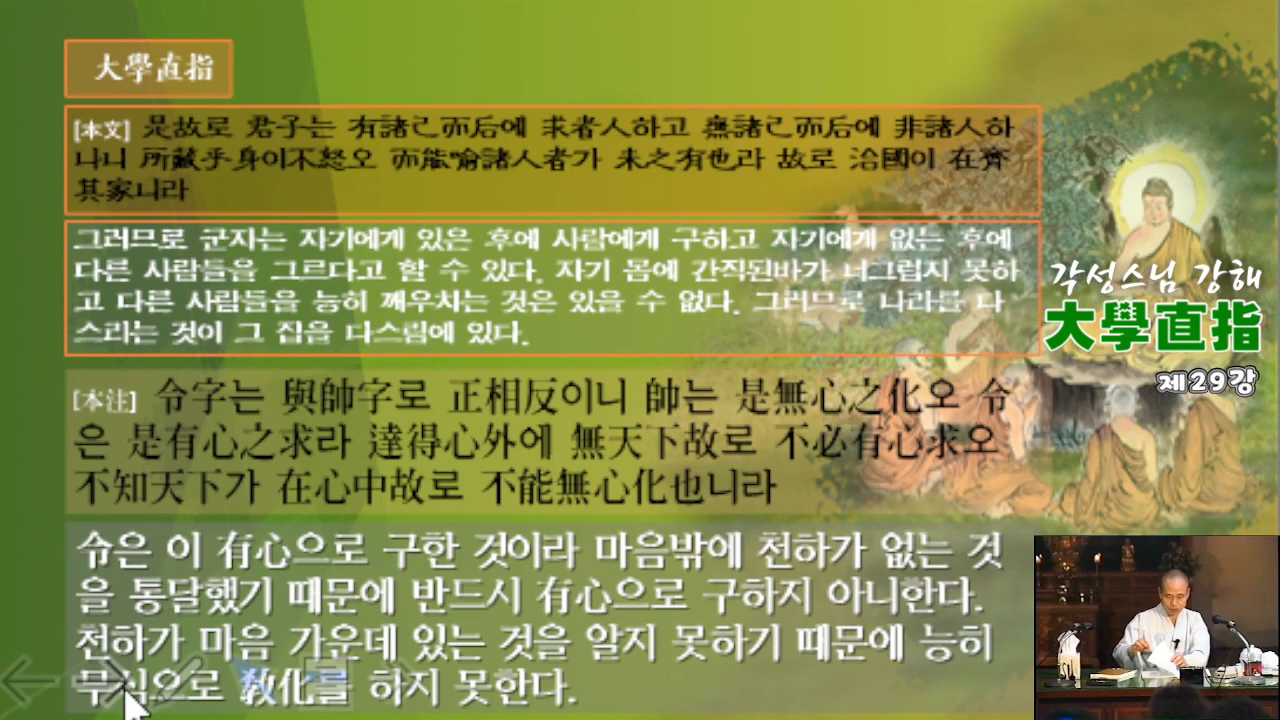 大學直指
[本文] 是故로 君子는 有諸己而后에 求者人하고 無諸己而后에 非諸人하
나니 所藏乎身이不恕오 而能喻諸人者가 未之有也라 故로 治國이 在齊
其家니라
그러므로 군자는 자기에게 있은 후에 사람에게 구하고 자기에게 없는 후에
다른 사람들을 그르다고 할 수 있다. 자기 몸에 간직된바가 너그럽지 못하
고 다른 사람들을 능히 깨우치는 것은 있을 수 없다. 그러므로 나라를 다
스리는 것이 그 집을 다스림에 있다.
[本注] 令字는 與帥字로 正相反이니 帥는 是無心之化오 令
은 是有心之求라 達得心外에 無天下故로 不必有心求오
不知天下가 在心中故로 不能無心化也니라
令은 이 有心으로 구한 것이라 마음밖에 천하가 없는 것
을 통달했기 때문에 반드시 有心으로 구하지 아니한다.
천하가 마음 가운데 있는 것을 알지 못하기 때문에 능히
무심으로 教化를 하지 못한다.
각성스님 강해
大學直指
제29강